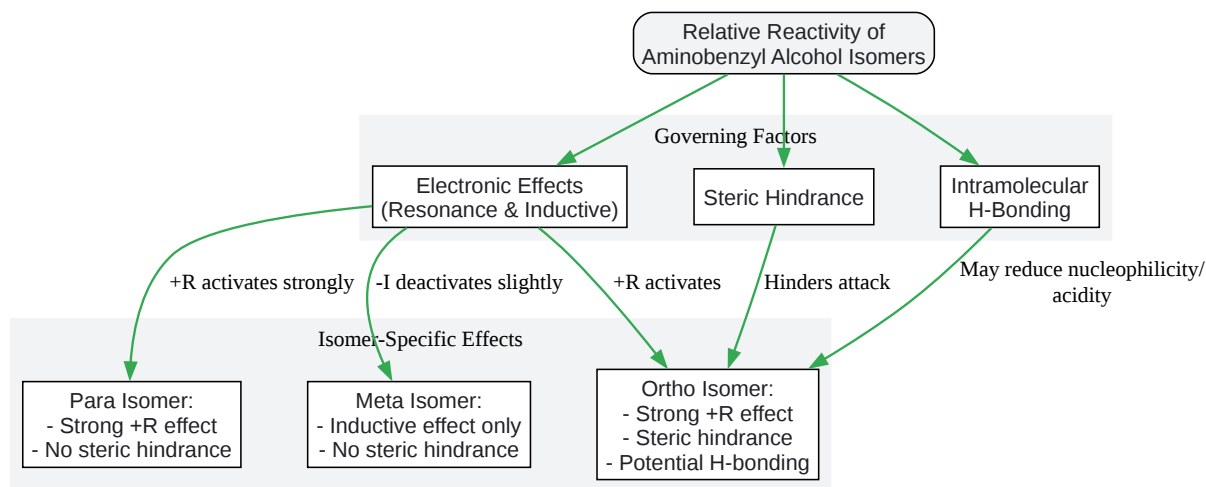 Relative Reactivity of
Aminobenzyl Alcohol Isomers
Governing Factors
Electronic Effects
(Resonance & Inductive)
Steric Hindrance
Intramolecular
H-Bonding
+R activates strongly
-I deactivates slightly
+R activates
Hinders attack
May reduce nucleophilicity/
acidity
Isomer-Specific Effects
Para Isomer:
- Strong +R effect
- No steric hindrance
Meta Isomer:
- Inductive effect only
- No steric hindrance
Ortho Isomer:
- Strong +R effect
- Steric hindrance
- Potential H-bonding